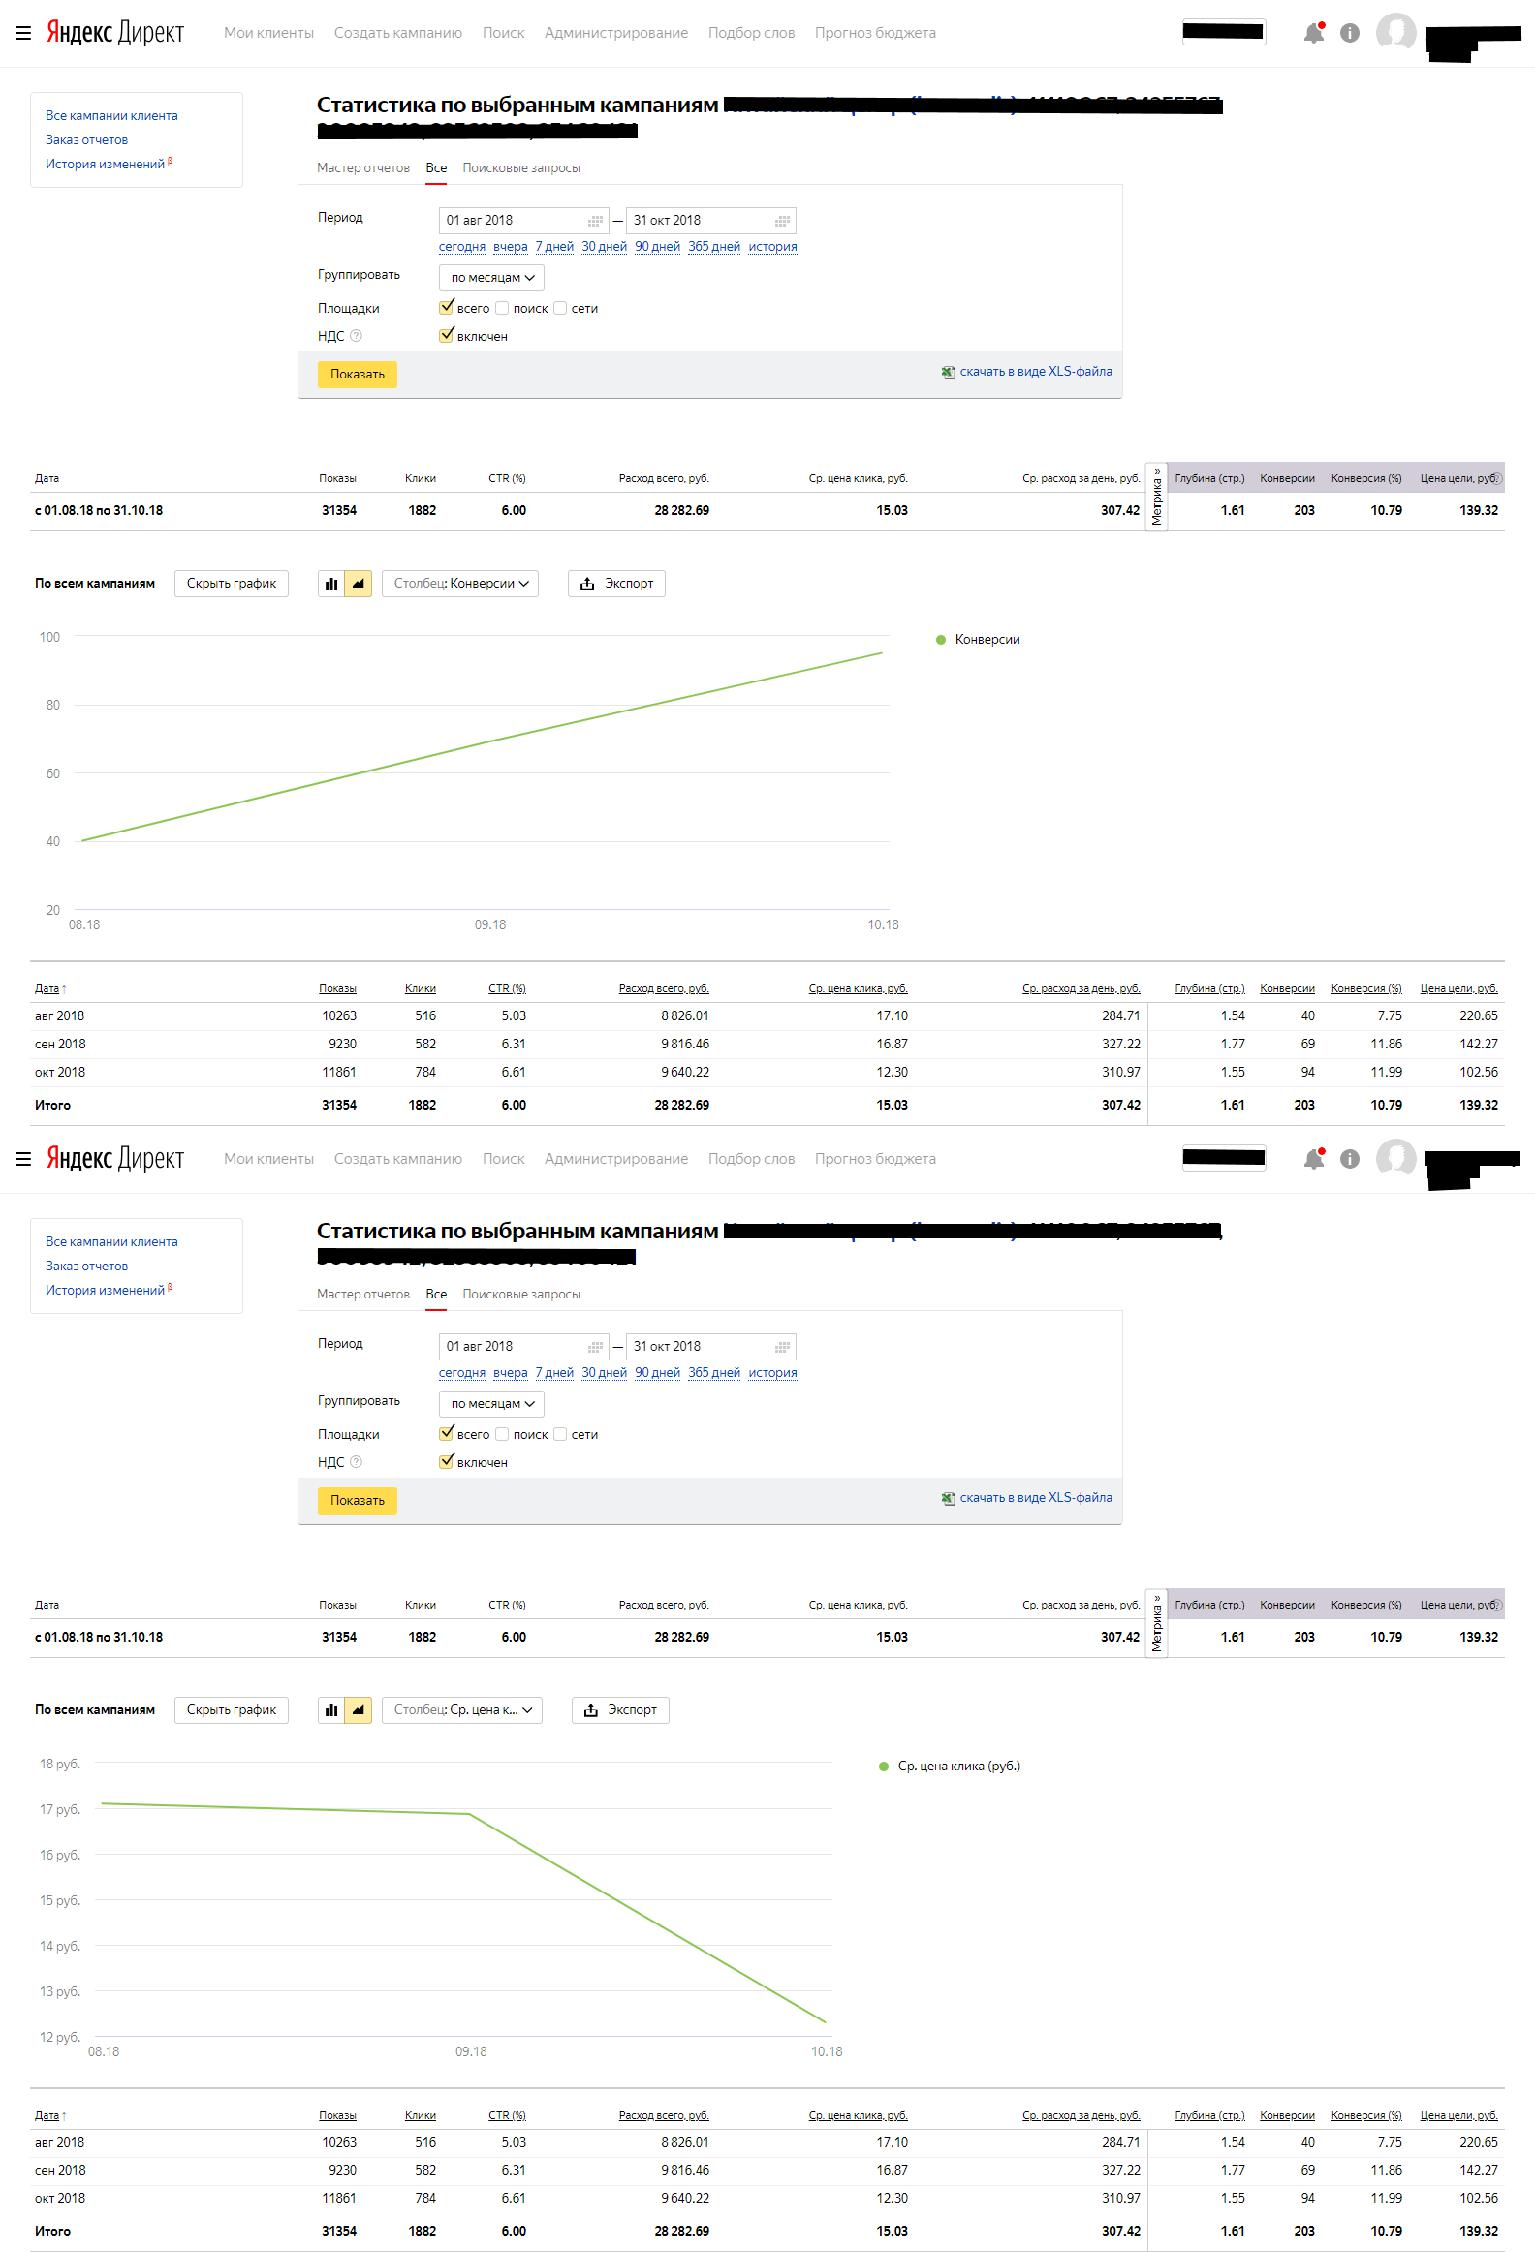 Яндекс Директ Мои клиенты Создать кампанию Поиск Администрирование Подбор слов Прогноз бюджета
Все кампании клиента
Заказ отчетов
История изменений β
Статистика по выбранным кампаниям
Мастер отчетов Все Поисковые запросы
Период 01 авг 2018 — 31 окт 2018
сегодня вчера 7 дней 30 дней 90 дней 365 дней история
Группировать по месяцам
Площадки всего поиск сети
НДС ? включен
Показать скачать в виде XLS-файла
Дата Показы Клики CTR (%) Расход всего, руб. Ср. цена клика, руб. Ср. расход за день, руб. Метрика » Глубина (стр.) Конверсии Конверсия (%) Цена цели, руб.
с 01.08.18 по 31.10.18 31354 1882 6.00 28 282.69 15.03 307.42 1.61 203 10.79 139.32
По всем кампаниям Скрыть график Столбец: Конверсии Экспорт
100
80
60
40
20
Конверсии
08.18 09.18 10.18
Дата ↑ Показы Клики CTR (%) Расход всего, руб. Ср. цена клика, руб. Ср. расход за день, руб. Глубина (стр.) Конверсии Конверсия (%) Цена цели, руб.
авг 2018 10263 516 5.03 8 826.01 17.10 284.71 1.54 40 7.75 220.65
сен 2018 9230 582 6.31 9 816.46 16.87 327.22 1.77 69 11.86 142.27
окт 2018 11861 784 6.61 9 640.22 12.30 310.97 1.55 94 11.99 102.56
Итого 31354 1882 6.00 28 282.69 15.03 307.42 1.61 203 10.79 139.32
Яндекс Директ Мои клиенты Создать кампанию Поиск Администрирование Подбор слов Прогноз бюджета
Все кампании клиента
Заказ отчетов
История изменений β
Статистика по выбранным кампаниям
Мастер отчетов Все Поисковые запросы
Период 01 авг 2018 — 31 окт 2018
сегодня вчера 7 дней 30 дней 90 дней 365 дней история
Группировать по месяцам
Площадки всего поиск сети
НДС ? включен
Показать скачать в виде XLS-файла
Дата Показы Клики CTR (%) Расход всего, руб. Ср. цена клика, руб. Ср. расход за день, руб. Метрика » Глубина (стр.) Конверсии Конверсия (%) Цена цели, руб.
с 01.08.18 по 31.10.18 31354 1882 6.00 28 282.69 15.03 307.42 1.61 203 10.79 139.32
По всем кампаниям Скрыть график Столбец: Ср. цена к... Экспорт
18 руб.
17 руб.
16 руб.
15 руб.
14 руб.
13 руб.
12 руб.
Ср. цена клика (руб.)
08.18 09.18 10.18
Дата ↑ Показы Клики CTR (%) Расход всего, руб. Ср. цена клика, руб. Ср. расход за день, руб. Глубина (стр.) Конверсии Конверсия (%) Цена цели, руб.
авг 2018 10263 516 5.03 8 826.01 17.10 284.71 1.54 40 7.75 220.65
сен 2018 9230 582 6.31 9 816.46 16.87 327.22 1.77 69 11.86 142.27
окт 2018 11861 784 6.61 9 640.22 12.30 310.97 1.55 94 11.99 102.56
Итого 31354 1882 6.00 28 282.69 15.03 307.42 1.61 203 10.79 139.32